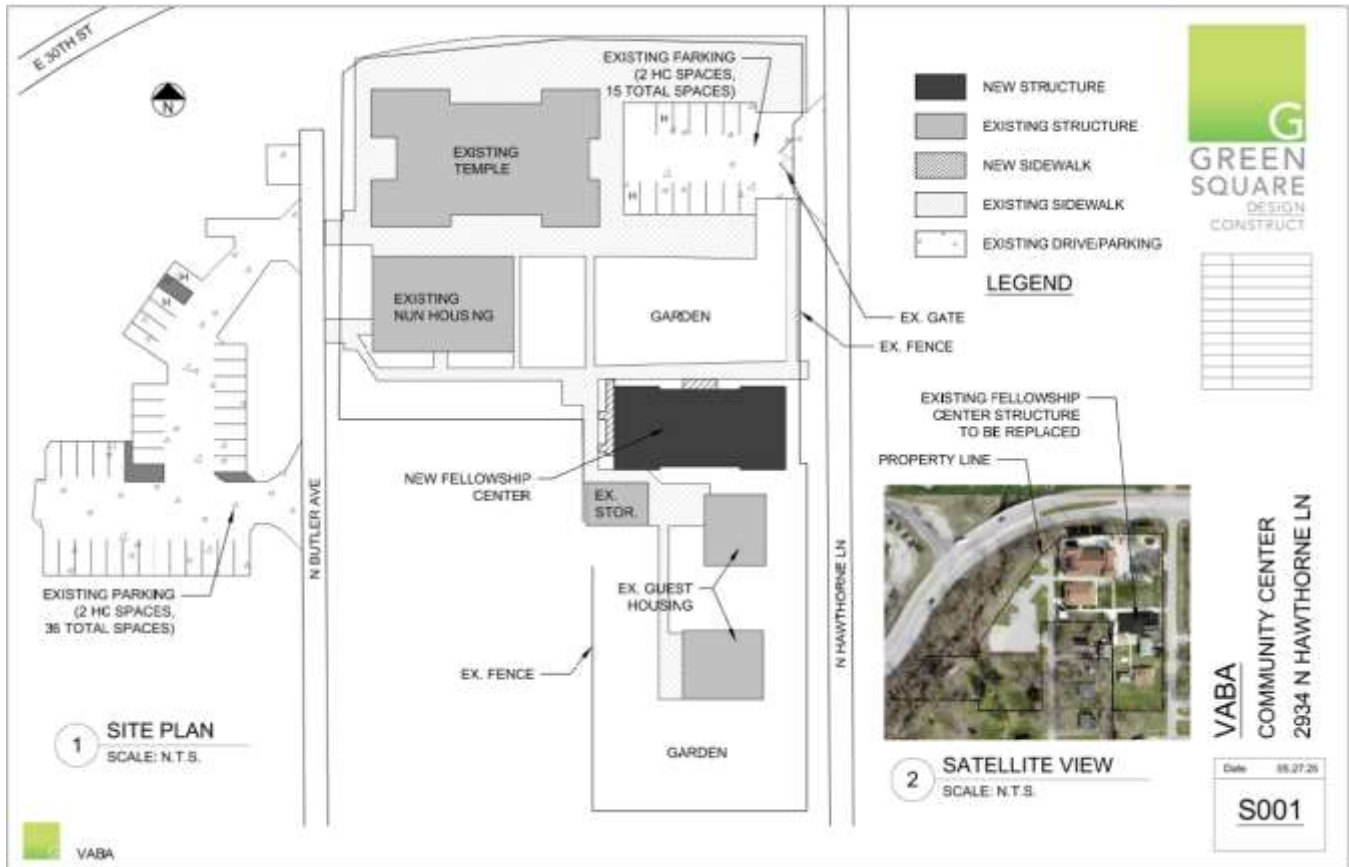 E 30TH ST
N
EXISTING PARKING
(2 HC SPACES,
15 TOTAL SPACES)
H
H
EXISTING
TEMPLE
EXISTING
NUN HOUSING
GARDEN
EX. GATE
EX. FENCE
NEW FELLOWSHIP
CENTER
EX.
STOR.
EX. GUEST
HOUSING
EX. FENCE
GARDEN
N BUTLER AVE
N HAWTHORNE LN
EXISTING PARKING
(2 HC SPACES,
36 TOTAL SPACES)
1
SITE PLAN
SCALE: N.T.S.
NEW STRUCTURE
EXISTING STRUCTURE
NEW SIDEWALK
EXISTING SIDEWALK
EXISTING DRIVE/PARKING
LEGEND
EXISTING FELLOWSHIP
CENTER STRUCTURE
TO BE REPLACED
PROPERTY LINE
2
SATELLITE VIEW
SCALE: N.T.S.
G
GREEN
SQUARE
DESIGN
CONSTRUCT
VABA
COMMUNITY CENTER
2934 N HAWTHORNE LN
Date
S001
VABA